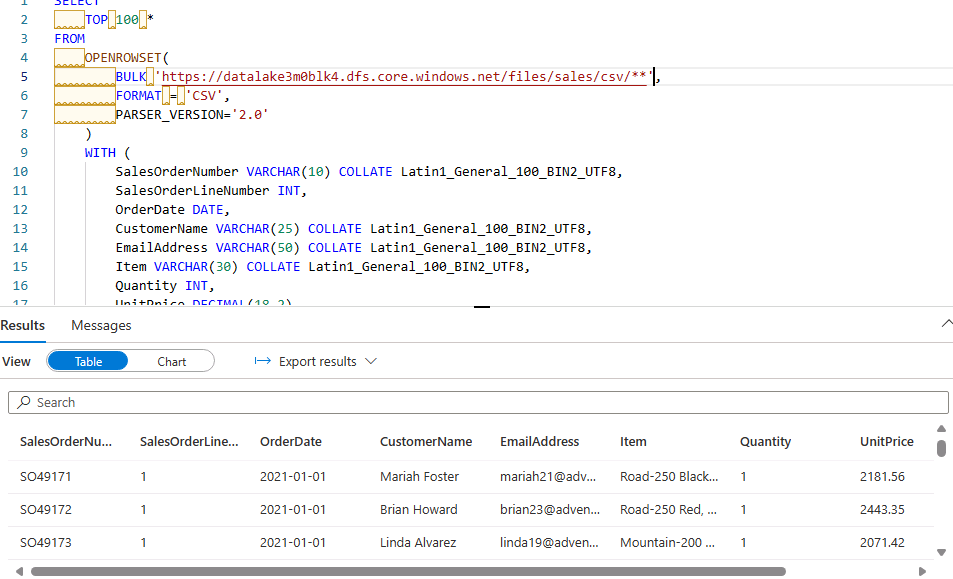 1 SELECT
2 TOP 100 *
3 FROM
4 OPENROWSET(
5 BULK 'https://datalake3m0blk4.dfs.core.windows.net/files/sales/csv/**',
6 FORMAT = 'CSV',
7 PARSER_VERSION='2.0'
8 )
9 WITH (
10 SalesOrderNumber VARCHAR(10) COLLATE Latin1_General_100_BIN2_UTF8,
11 SalesOrderLineNumber INT,
12 OrderDate DATE,
13 CustomerName VARCHAR(25) COLLATE Latin1_General_100_BIN2_UTF8,
14 EmailAddress VARCHAR(50) COLLATE Latin1_General_100_BIN2_UTF8,
15 Item VARCHAR(30) COLLATE Latin1_General_100_BIN2_UTF8,
16 Quantity INT,
17 UnitPrice DECIMAL(18,2)
Results Messages
View Table Chart Export results
Search
SalesOrderNu... SalesOrderLine... OrderDate CustomerName EmailAddress Item Quantity UnitPrice
SO49171 1 2021-01-01 Mariah Foster mariah21@adv... Road-250 Black... 1 2181.56
SO49172 1 2021-01-01 Brian Howard brian23@adven... Road-250 Red, ... 1 2443.35
SO49173 1 2021-01-01 Linda Alvarez linda19@adven... Mountain-200 ... 1 2071.42